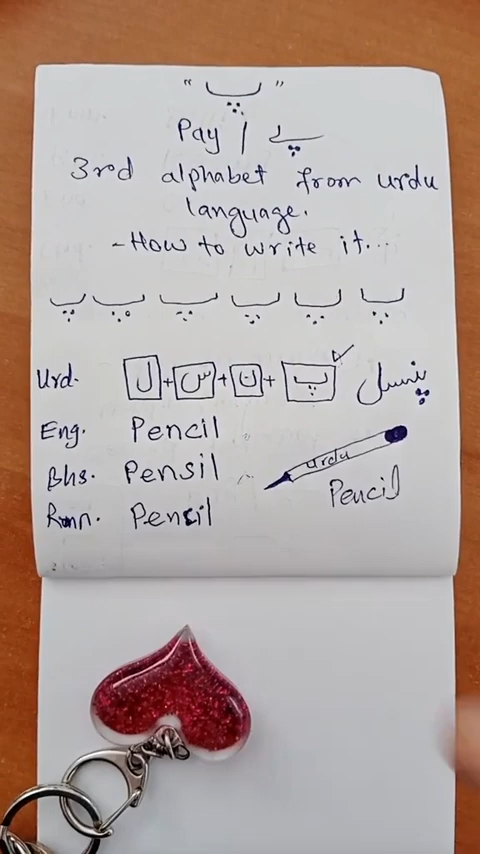 "پ"
Pay / پے
3rd alphabet from urdu
language.
-How to write it...
پ پ پ پ پ پ
Urd. ل + س + ن + پ ✓ پنسل
Eng. Pencil
Bhs. Pensil
urdu
Pencil
Rmn. Pencil